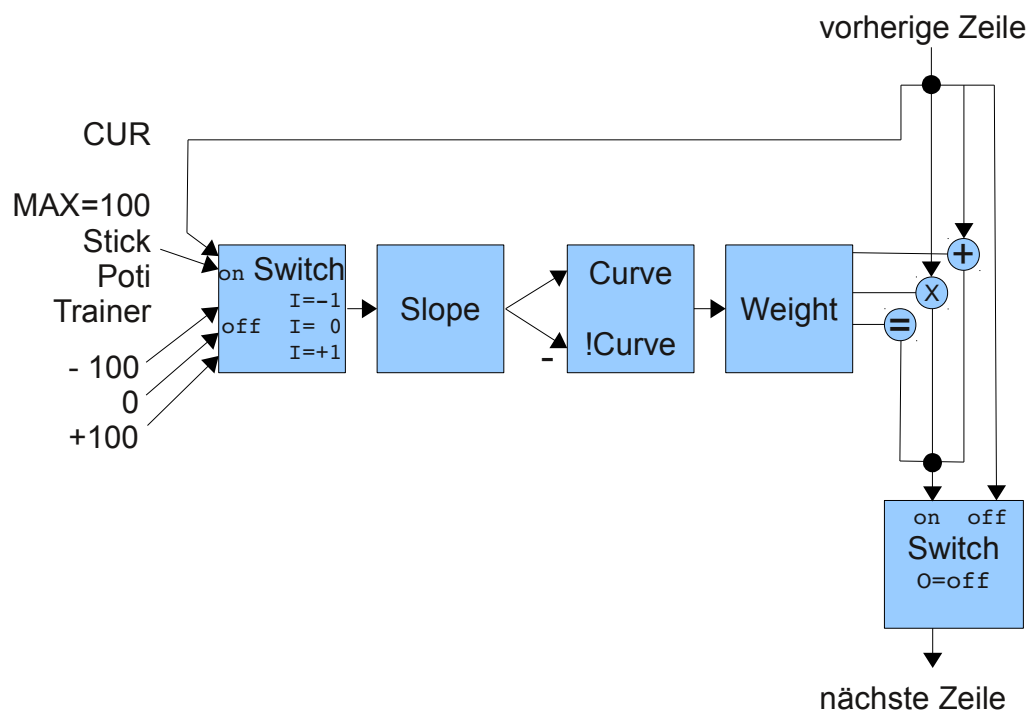 vorherige Zeile
CUR
MAX=100
Stick
Poti
Trainer
- 100
0
+100
on Switch
I=-1
off I= 0
I=+1
Slope
-
Curve
!Curve
Weight
+
X
=
on off
Switch
O=off
nächste Zeile